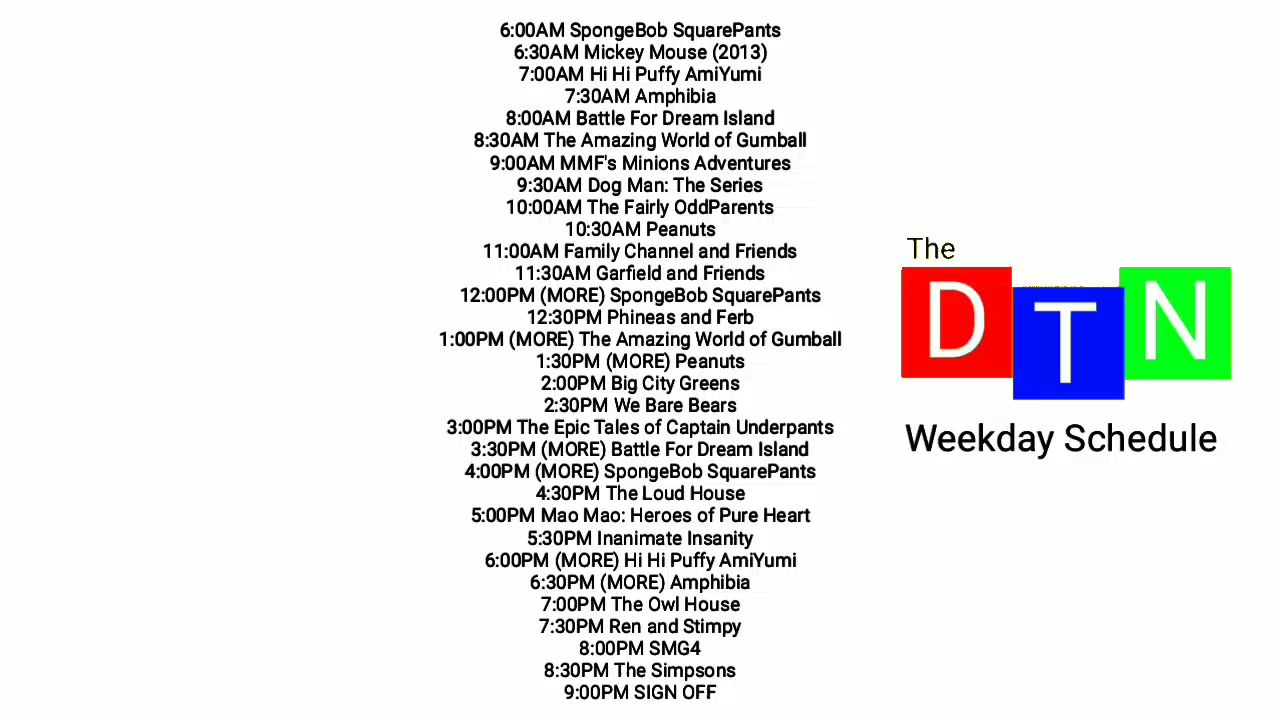 6:00AM SpongeBob SquarePants
6:30AM Mickey Mouse (2013)
7:00AM Hi Hi Puffy AmiYumi
7:30AM Amphibia
8:00AM Battle For Dream Island
8:30AM The Amazing World of Gumball
9:00AM MMF's Minions Adventures
9:30AM Dog Man: The Series
10:00AM The Fairly OddParents
10:30AM Peanuts
11:00AM Family Channel and Friends
11:30AM Garfield and Friends
12:00PM (MORE) SpongeBob SquarePants
12:30PM Phineas and Ferb
1:00PM (MORE) The Amazing World of Gumball
1:30PM (MORE) Peanuts
2:00PM Big City Greens
2:30PM We Bare Bears
3:00PM The Epic Tales of Captain Underpants
3:30PM (MORE) Battle For Dream Island
4:00PM (MORE) SpongeBob SquarePants
4:30PM The Loud House
5:00PM Mao Mao: Heroes of Pure Heart
5:30PM Inanimate Insanity
6:00PM (MORE) Hi Hi Puffy AmiYumi
6:30PM (MORE) Amphibia
7:00PM The Owl House
7:30PM Ren and Stimpy
8:00PM SMG4
8:30PM The Simpsons
9:00PM SIGN OFF
The
DTN
Weekday Schedule